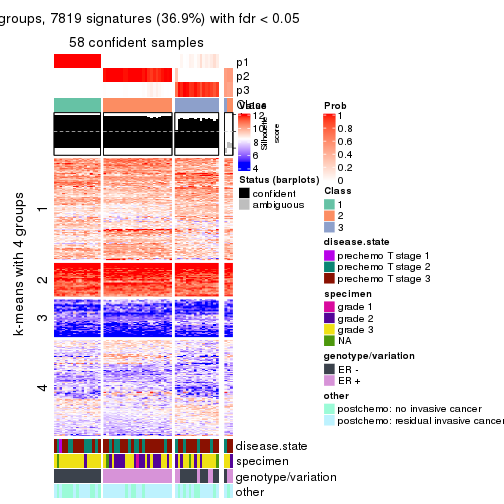 groups, 7819 signatures (36.9%) with fdr < 0.05
58 confident samples
p1
p2
p3
Class
Value
12
10
8
6
4
Silhouette
score
Prob
1
0.8
0.6
0.4
0.2
0
Status (barplots)
confident
ambiguous
Class
1
2
3
disease.state
prechemo T stage 1
prechemo T stage 2
prechemo T stage 3
specimen
grade 1
grade 2
grade 3
NA
genotype/variation
ER -
ER +
other
postchemo: no invasive cancer
postchemo: residual invasive cancer
k-means with 4 groups
1
2
3
4
disease.state
specimen
genotype/variation
other